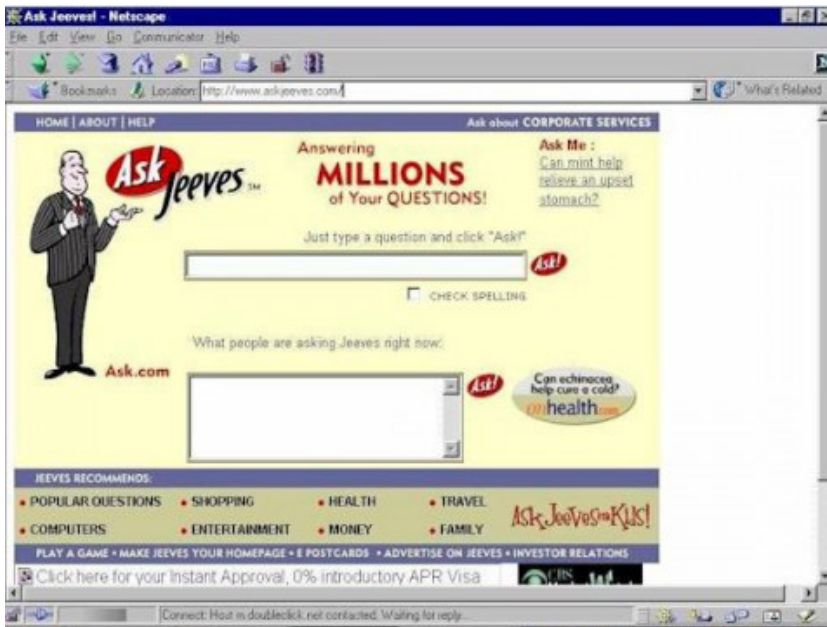 Ask Jeeves! - Netscape
File Edit View Go Communicator Help
Bookmarks Location: http://www.askjeeves.com/ What's Related
HOME | ABOUT | HELP
Ask about CORPORATE SERVICES
Ask Jeeves SM
Answering
MILLIONS
of Your QUESTIONS!
Ask Me :
Can mint help
relieve an upset
stomach?
Just type a question and click "Ask!"
Ask!
CHECK SPELLING
What people are asking Jeeves right now:
Ask.com
Ask!
Can echinacea
help cure a cold?
onhealth.com
JEEVES RECOMMENDS:
• POPULAR QUESTIONS • SHOPPING • HEALTH • TRAVEL
• COMPUTERS • ENTERTAINMENT • MONEY • FAMILY
Ask Jeeves for Kids!
PLAY A GAME • MAKE JEEVES YOUR HOMEPAGE • E POSTCARDS • ADVERTISE ON JEEVES • INVESTOR RELATIONS
Click here for your Instant Approval, 0% introductory APR Visa
CBS
Connect: Host m.doubleclick.net contacted. Waiting for reply...